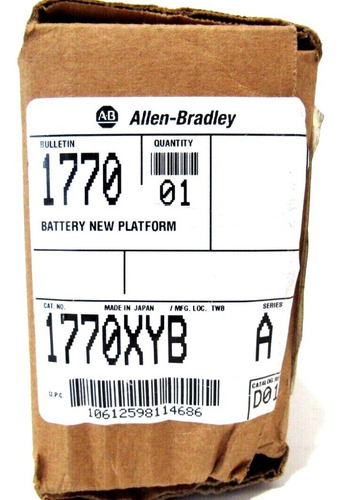 AB Allen-Bradley
BULLETIN
QUANTITY
1770
01
BATTERY NEW PLATFORM
CAT. NO.
MADE IN JAPAN / MFG. LOC. TWB
SERIES
1770XYB
A
U.P.C.
10612598114686
CATALOG
D01